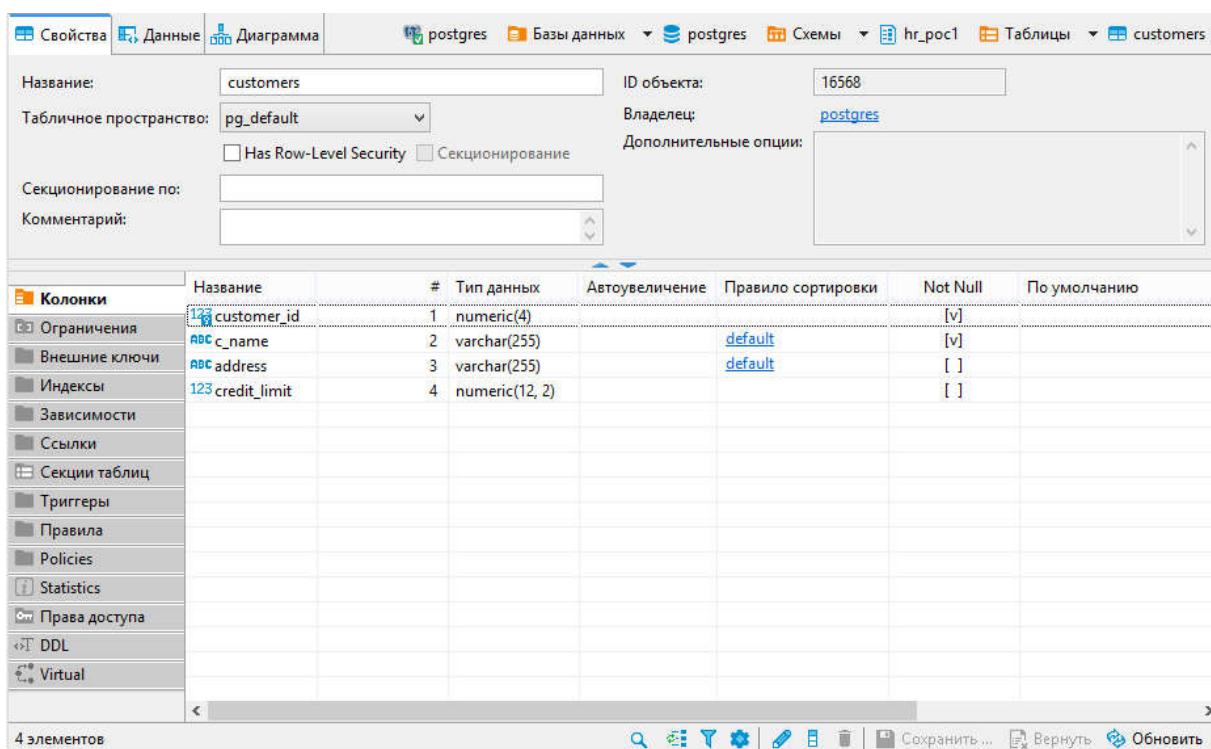 Свойства Данные Диаграмма postgres Базы данных postgres Схемы hr_poc1 Таблицы customers
Название: customers ID объекта: 16568
Табличное пространство: pg_default Владелец: postgres
Has Row-Level Security Секционирование Дополнительные опции:
Секционирование по:
Комментарий:
Название # Тип данных Автоувеличение Правило сортировки Not Null По умолчанию
123 customer_id 1 numeric(4) [v]
ABC c_name 2 varchar(255) default [v]
ABC address 3 varchar(255) default [ ]
123 credit_limit 4 numeric(12, 2) [ ]
Колонки
Ограничения
Внешние ключи
Индексы
Зависимости
Ссылки
Секции таблиц
Триггеры
Правила
Policies
Statistics
Права доступа
DDL
Virtual
4 элементов Сохранить ... Вернуть Обновить